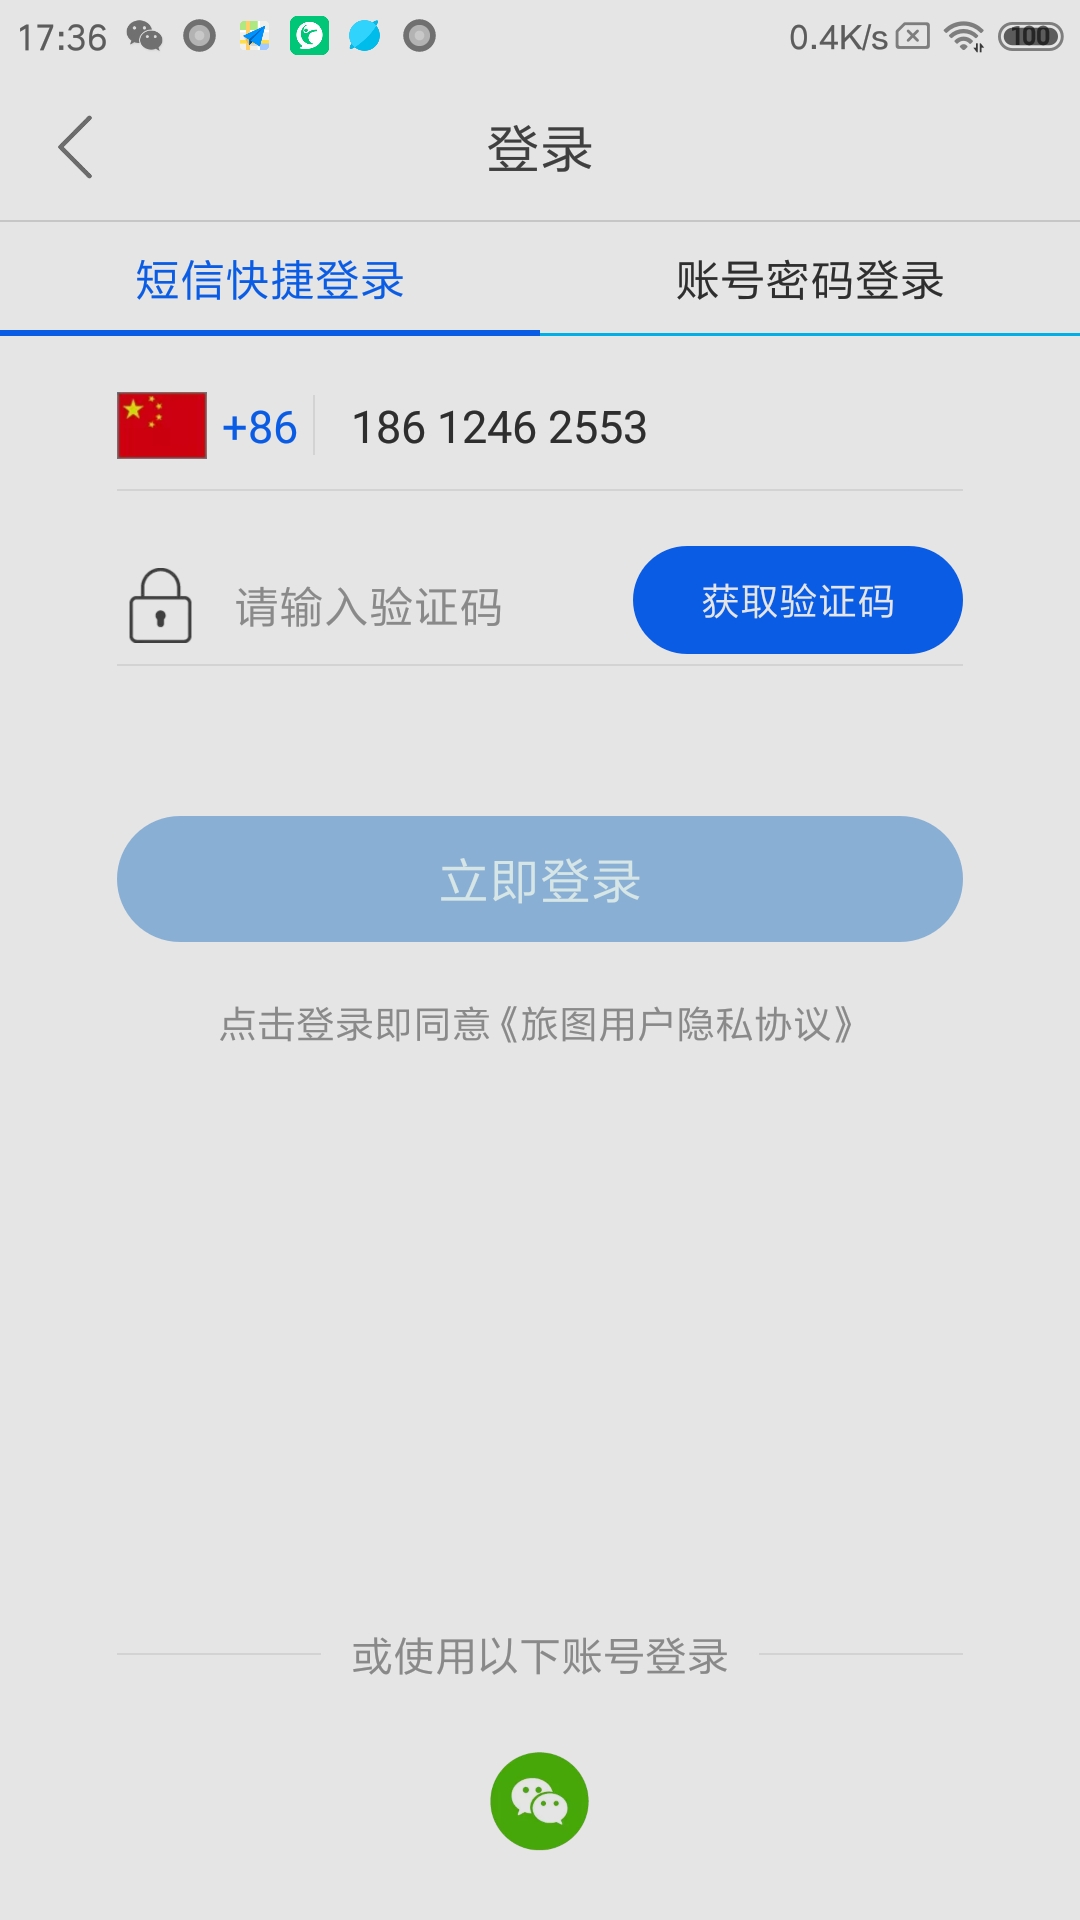 17:36 0.4K/s 100
登录
短信快捷登录 账号密码登录
+86 186 1246 2553
请输入验证码 获取验证码
立即登录
点击登录即同意《旅图用户隐私协议》
或使用以下账号登录